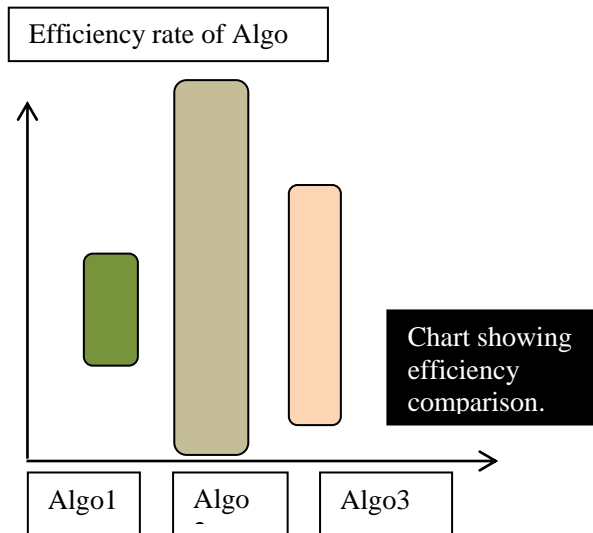 Efficiency rate of Algo
Chart showing
efficiency
comparison.
Algo1
Algo
Algo3